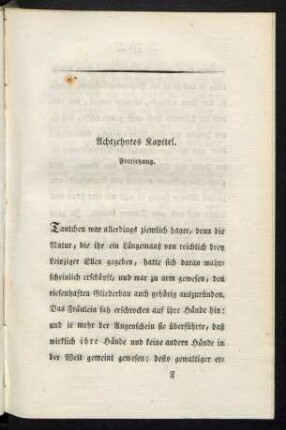 Achtzehntes Kapitel.
Fortsetzung.
Tantchen war allerdings ziemlich hager, denn die
Natur, die ihr ein Längemaaß von reichlich drey
Leipziger Ellen gegeben, hatte sich daran wahr-
scheinlich erschöpft, und war zu arm gewesen, den
riesenhaften Gliederbau auch gehörig auszuründen.
Das Fräulein sah erschrocken auf ihre Hände hin:
und je mehr der Augenschein sie überführte, daß
wirklich ihre Hände und keine andern Hände in
der Welt gemeint gewesen; desto gewaltiger er-
F